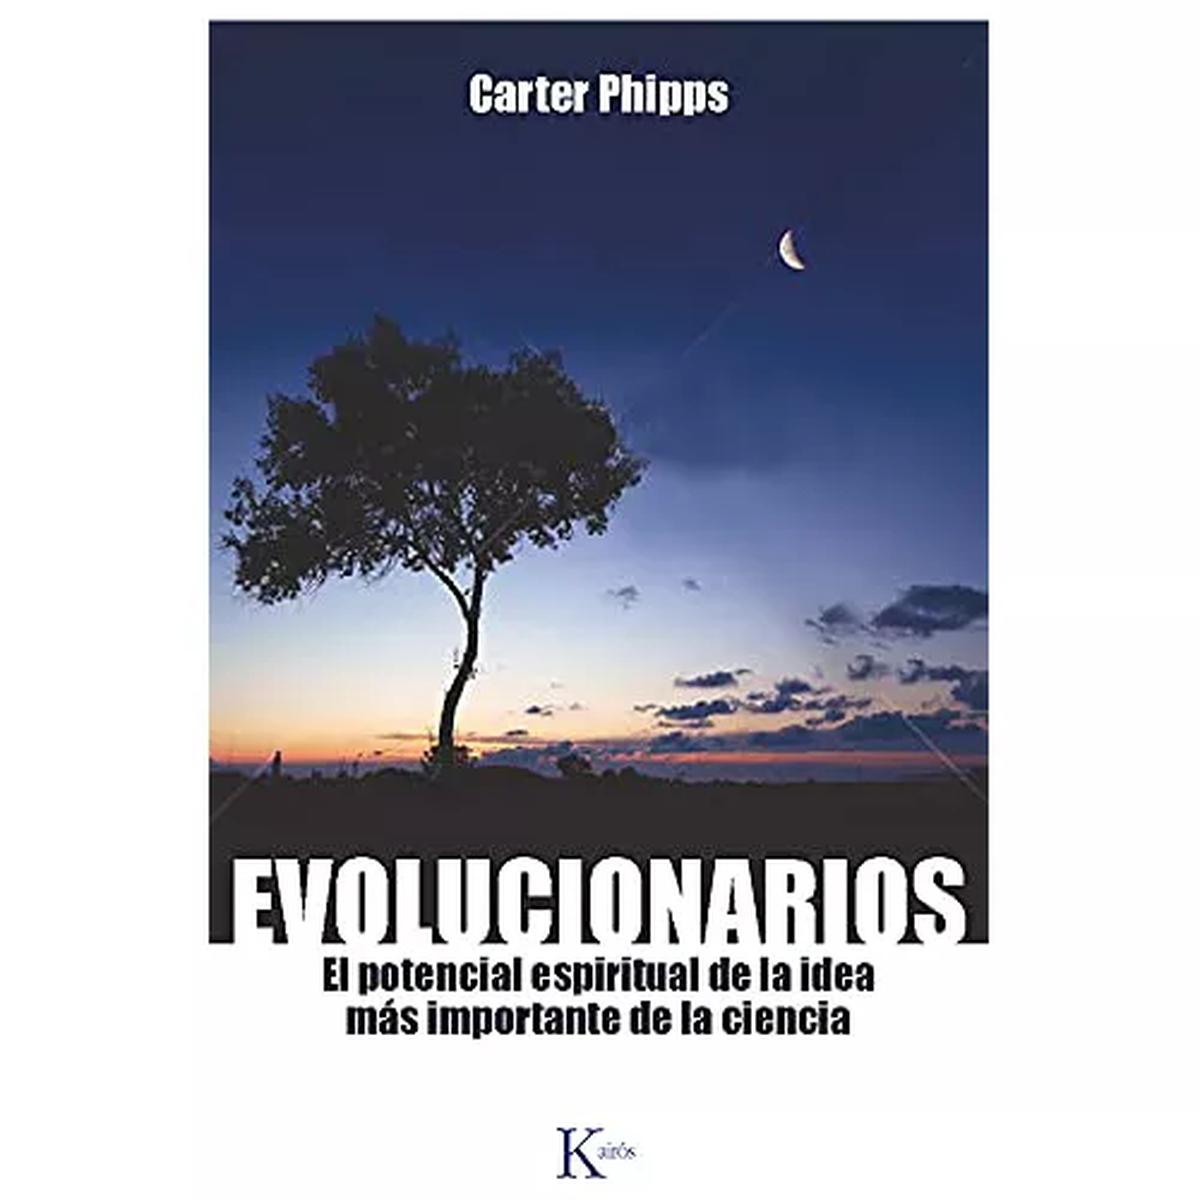 Carter Phipps
EVOLUCIONARIOS
El potencial espiritual de la idea
más importante de la ciencia
Kairós